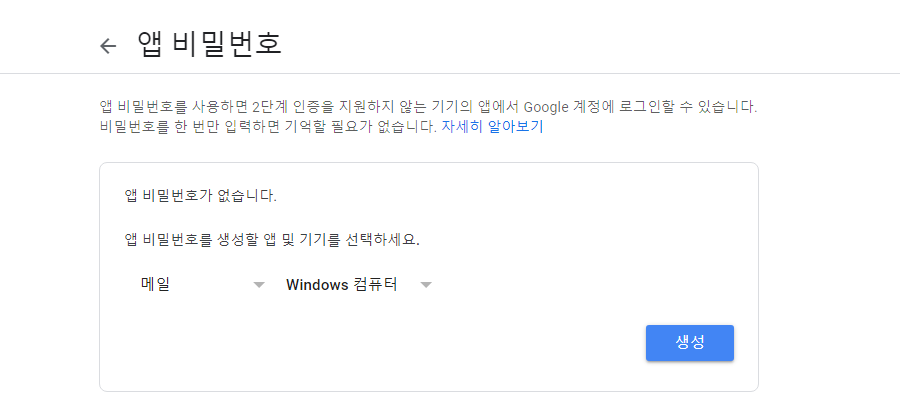 앱 비밀번호
앱 비밀번호를 사용하면 2단계 인증을 지원하지 않는 기기의 앱에서 Google 계정에 로그인할 수 있습니다.
비밀번호를 한 번만 입력하면 기억할 필요가 없습니다. 자세히 알아보기
앱 비밀번호가 없습니다.
앱 비밀번호를 생성할 앱 및 기기를 선택하세요.
메일 Windows 컴퓨터
생성